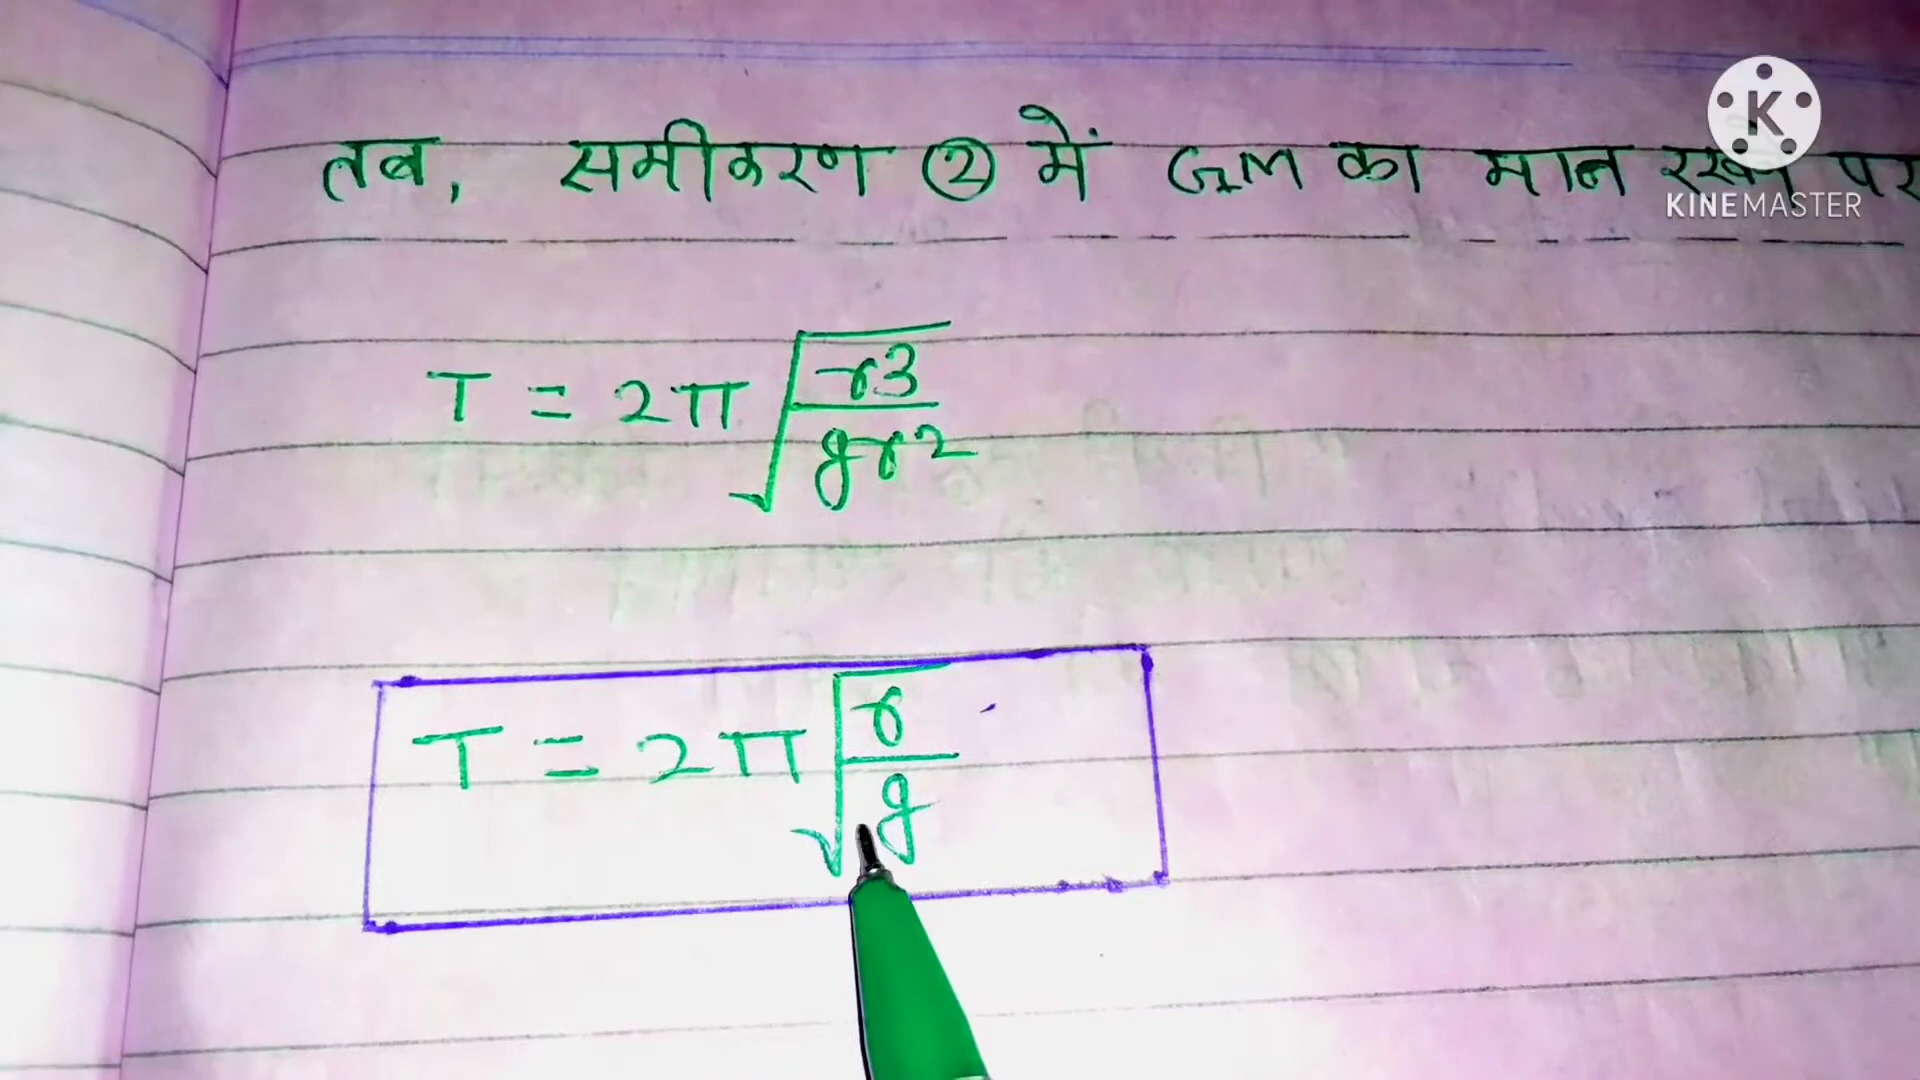 तब, समीकरण ② में GM का मान रखने पर
K
KINEMASTER
T = 2π √(r3/gr2)
T = 2π √(r/g)